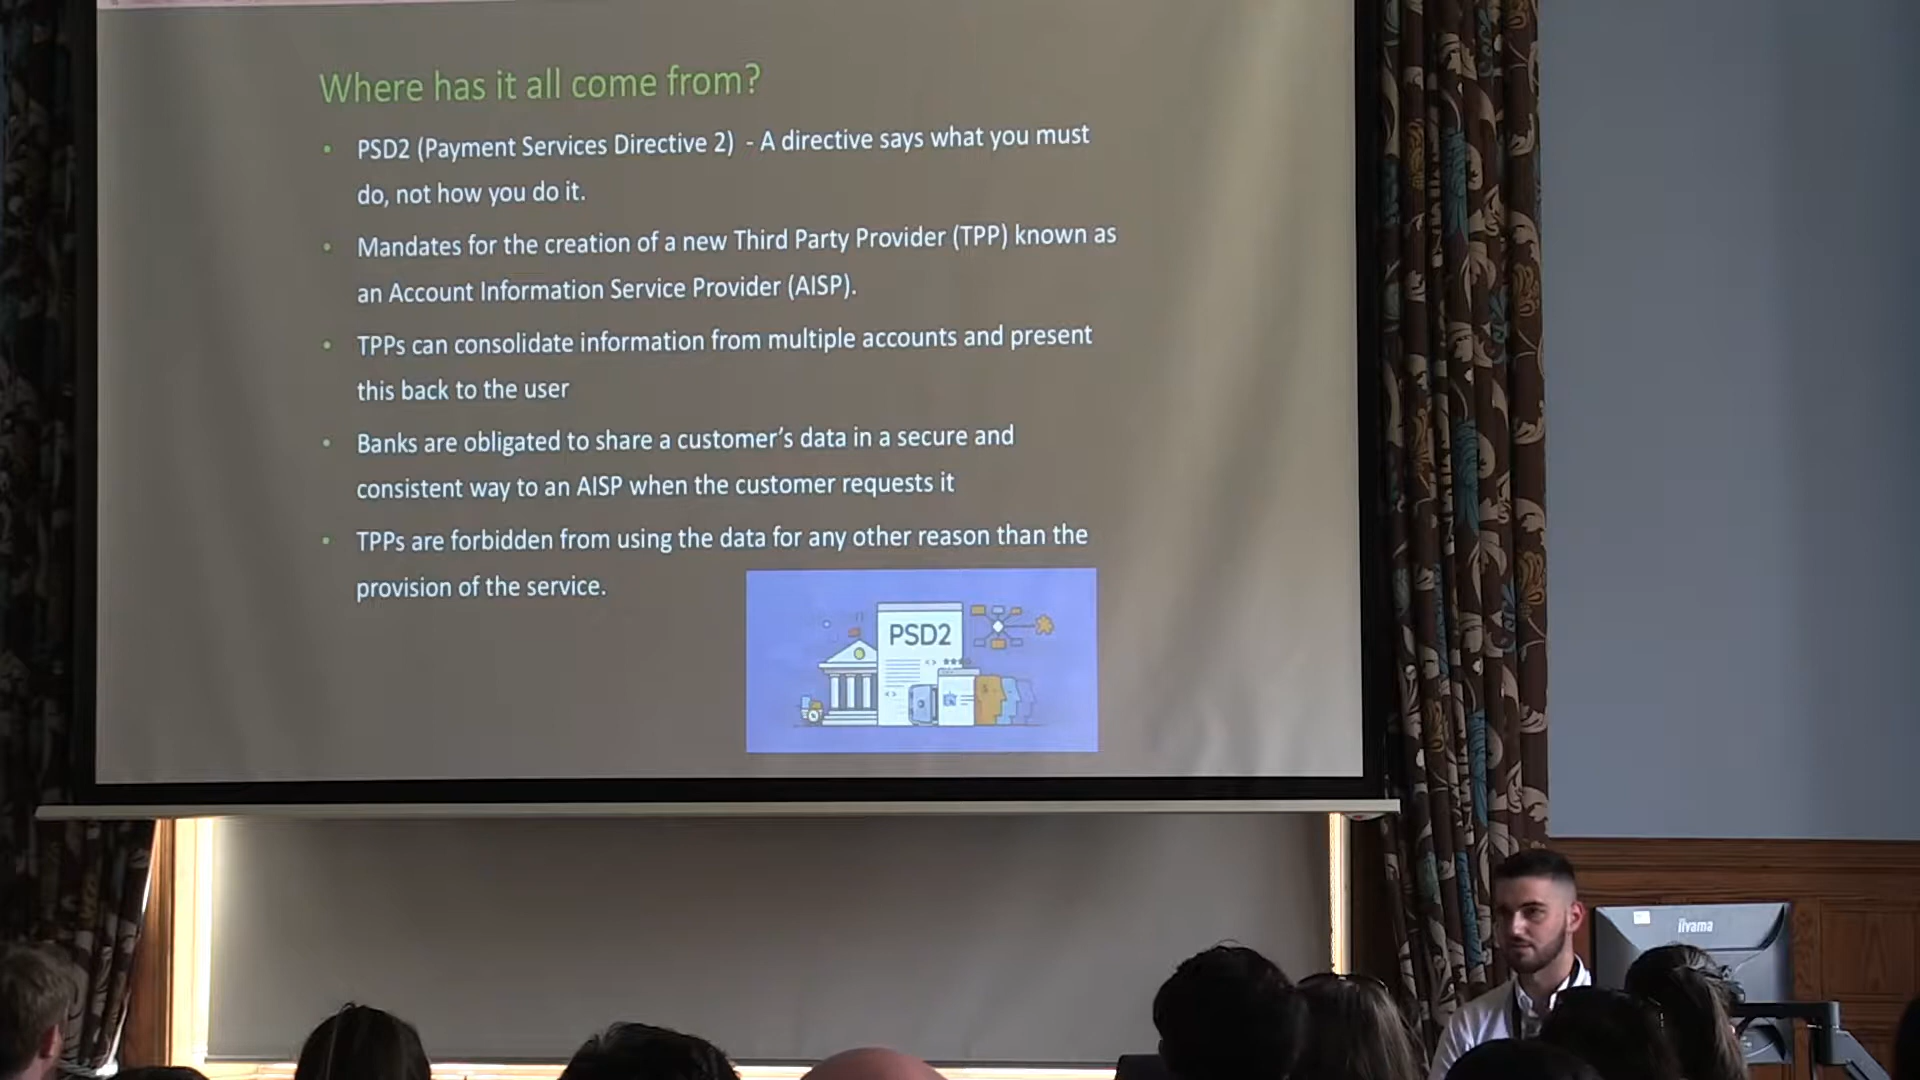 Where has it all come from?
• PSD2 (Payment Services Directive 2) - A directive says what you must
do, not how you do it.
• Mandates for the creation of a new Third Party Provider (TPP) known as
an Account Information Service Provider (AISP).
• TPPs can consolidate information from multiple accounts and present
this back to the user
• Banks are obligated to share a customer’s data in a secure and
consistent way to an AISP when the customer requests it
• TPPs are forbidden from using the data for any other reason than the
provision of the service.
PSD2
iiyama